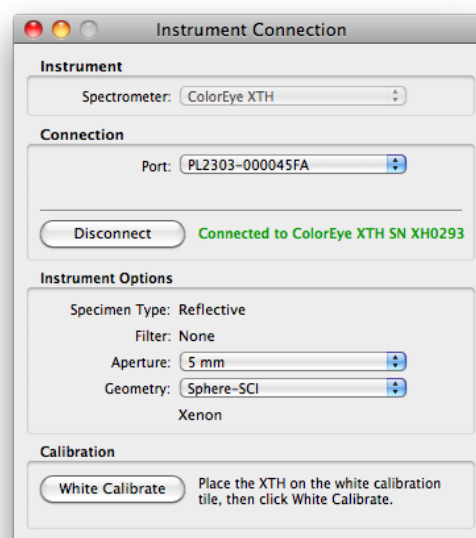 Instrument Connection
Instrument
Spectrometer: ColorEye XTH
Connection
Port: PL2303-000045FA
Disconnect Connected to ColorEye XTH SN XH0293
Instrument Options
Specimen Type: Reflective
Filter: None
Aperture: 5 mm
Geometry: Sphere-SCI
Xenon
Calibration
White Calibrate Place the XTH on the white calibration
tile, then click White Calibrate.